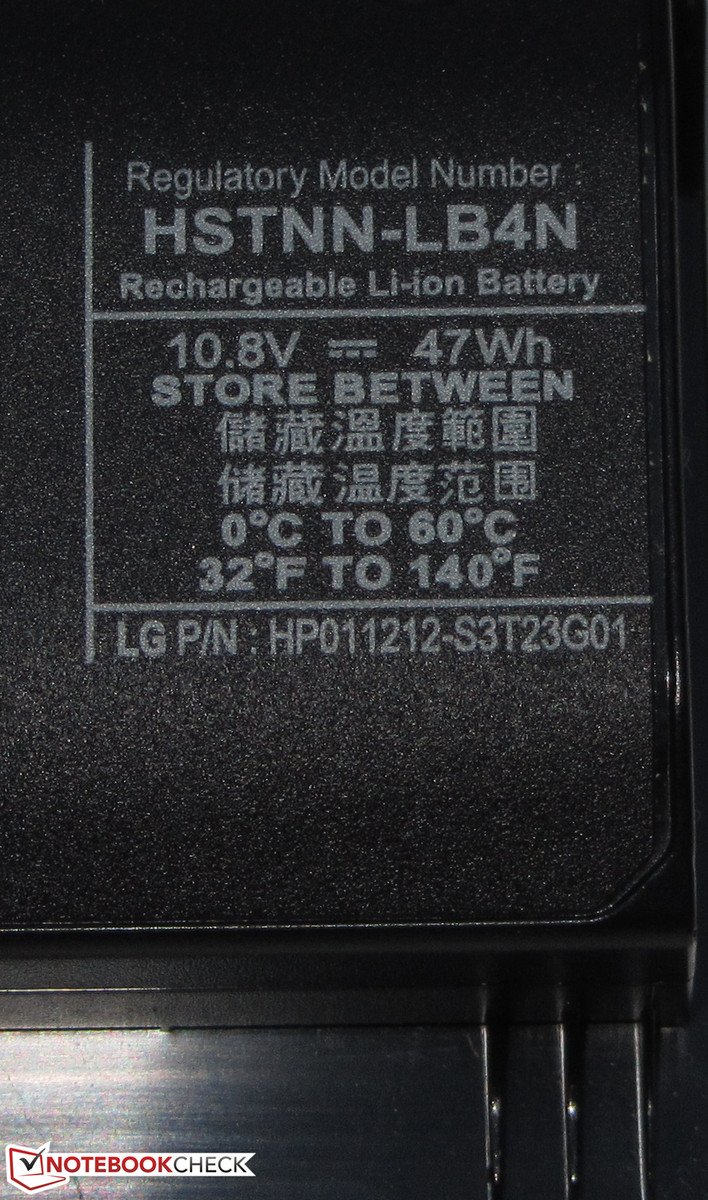 Regulatory Model Number :
HSTNN-LB4N
Rechargeable Li-ion Battery
10.8V ⎓ 47Wh
STORE BETWEEN
儲藏溫度範圍
储藏温度范围
0°C TO 60°C
32°F TO 140°F
LG P/N : HP011212-S3T23G01
NOTEBOOKCHECK